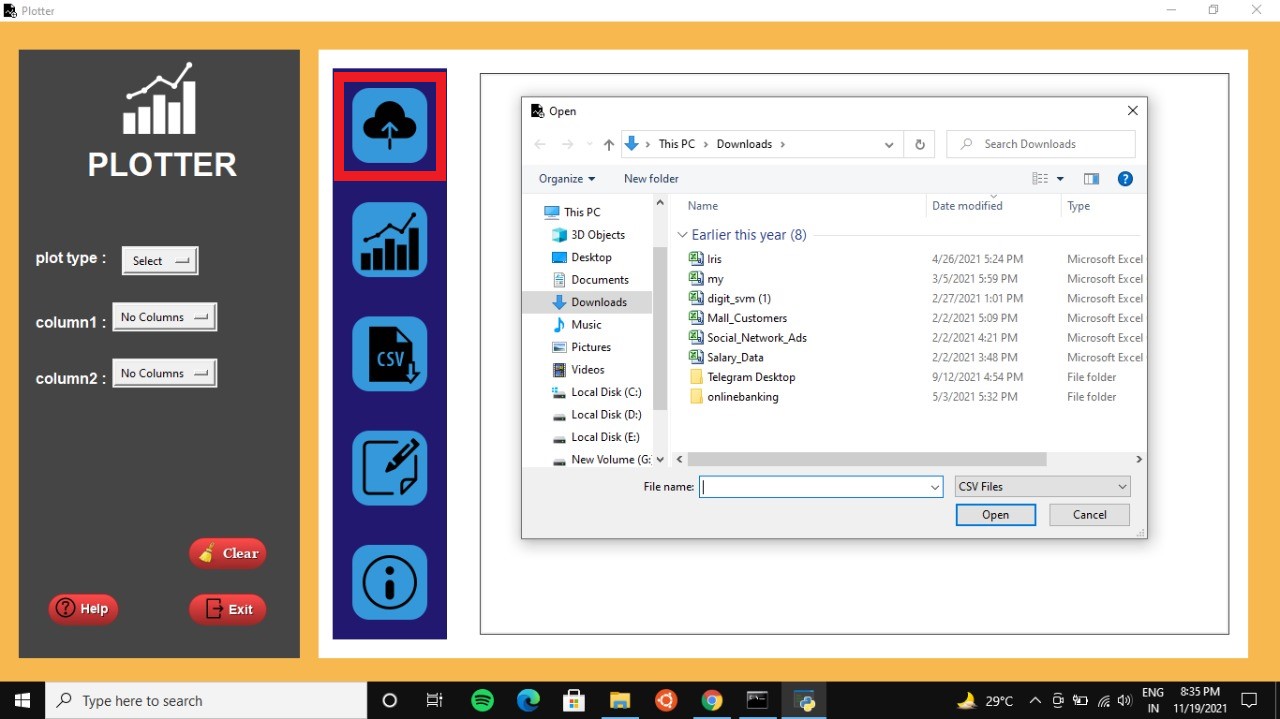 Plotter
PLOTTER
plot type : Select
column1 : No Columns
column2 : No Columns
Clear
Help
Exit
CSV
Open
This PC Downloads
Search Downloads
Organize
New folder
This PC
3D Objects
Desktop
Documents
Downloads
Music
Pictures
Videos
Local Disk (C:)
Local Disk (D:)
Local Disk (E:)
New Volume (G:
Name Date modified Type
Earlier this year (8)
Iris 4/26/2021 5:24 PM Microsoft Excel
my 3/5/2021 5:59 PM Microsoft Excel
digit_svm (1) 2/27/2021 1:01 PM Microsoft Excel
Mall_Customers 2/2/2021 5:09 PM Microsoft Excel
Social_Network_Ads 2/2/2021 4:21 PM Microsoft Excel
Salary_Data 2/2/2021 3:48 PM Microsoft Excel
Telegram Desktop 9/12/2021 4:54 PM File folder
onlinebanking 5/3/2021 5:32 PM File folder
File name:
CSV Files
Open
Cancel
Type here to search
29°C
ENG
IN
8:35 PM
11/19/2021